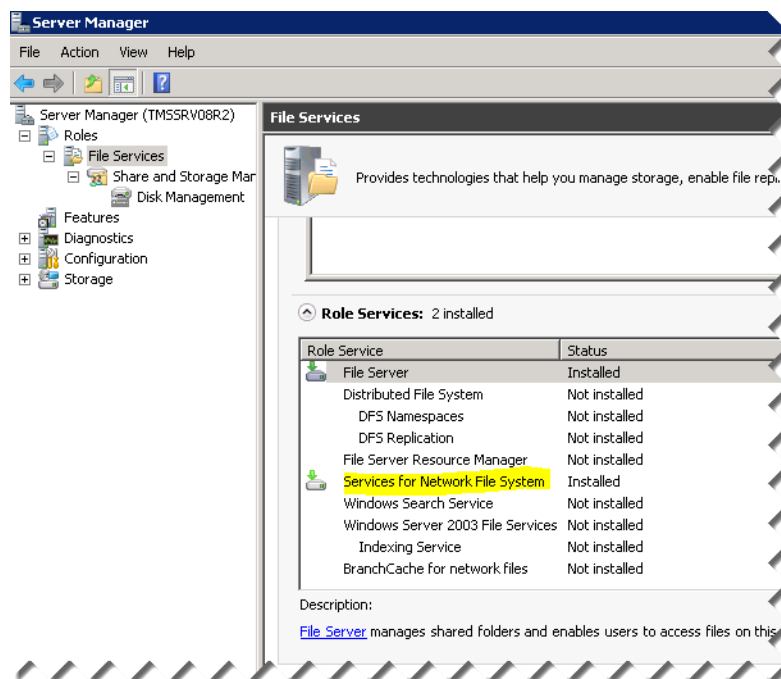 Server Manager
File Action View Help
Server Manager (TMSSRV08R2)
Roles
File Services
Share and Storage Mar
Disk Management
Features
Diagnostics
Configuration
Storage
File Services
Provides technologies that help you manage storage, enable file repl
Role Services: 2 installed
Role Service Status
File Server Installed
Distributed File System Not installed
DFS Namespaces Not installed
DFS Replication Not installed
File Server Resource Manager Not installed
Services for Network File System Installed
Windows Search Service Not installed
Windows Server 2003 File Services Not installed
Indexing Service Not installed
BranchCache for network files Not installed
Description:
File Server manages shared folders and enables users to access files on this